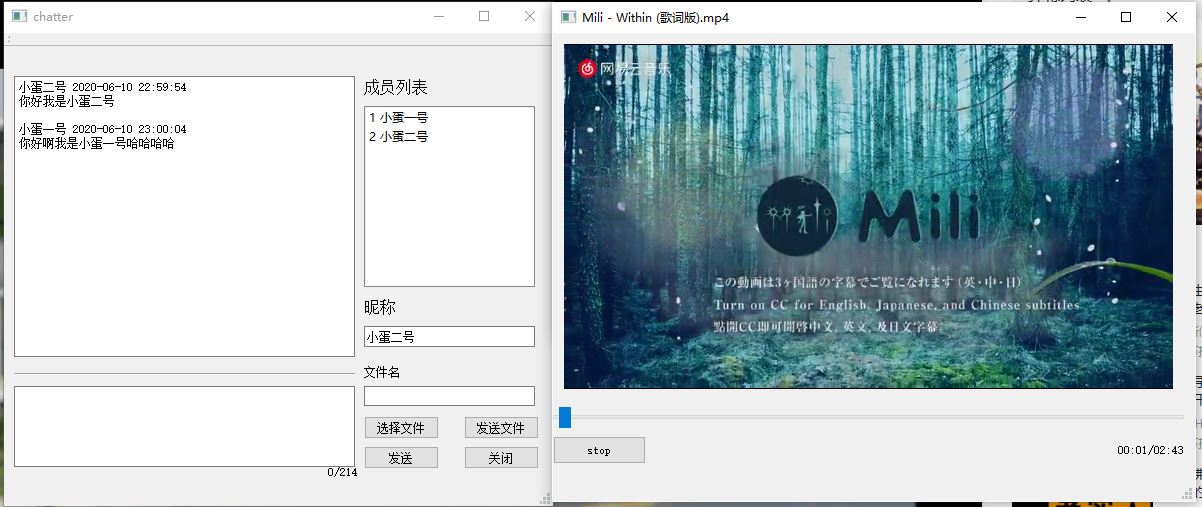 chatter
小蛋二号 2020-06-10 22:59:54
你好我是小蛋二号
小蛋一号 2020-06-10 23:00:04
你好啊我是小蛋一号哈哈哈哈
成员列表
1 小蛋一号
2 小蛋二号
昵称
小蛋二号
文件名
选择文件
发送文件
发送
关闭
0/214
Mili - Within (歌词版).mp4
网易云音乐
Mili
この動画は3ヶ国語の字幕でご覧になれます (英・中・日)
Turn on CC for English, Japanese, and Chinese subtitles
點開CC即可開啓中文, 英文, 及日文字幕。
stop
00:01/02:43